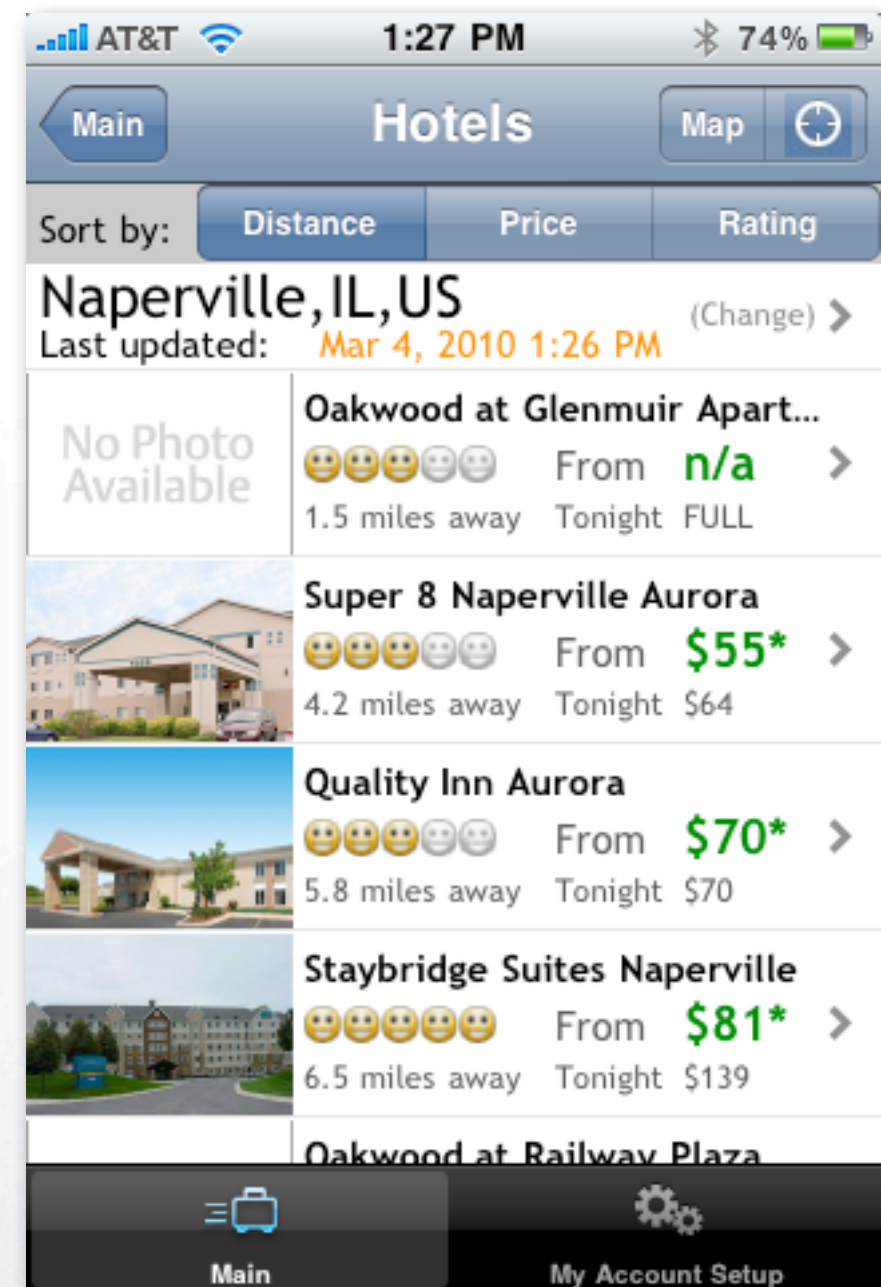 AT&T 1:27 PM 74%
Main Hotels Map
Sort by: Distance Price Rating
Naperville,IL,US
(Change)
Last updated: Mar 4, 2010 1:26 PM
No Photo
Available
Oakwood at Glenmuir Apart...
From n/a
1.5 miles away Tonight FULL
Super 8 Naperville Aurora
From $55*
4.2 miles away Tonight $64
Quality Inn Aurora
From $70*
5.8 miles away Tonight $70
Staybridge Suites Naperville
From $81*
6.5 miles away Tonight $139
Oakwood at Railway Plaza
Main My Account Setup